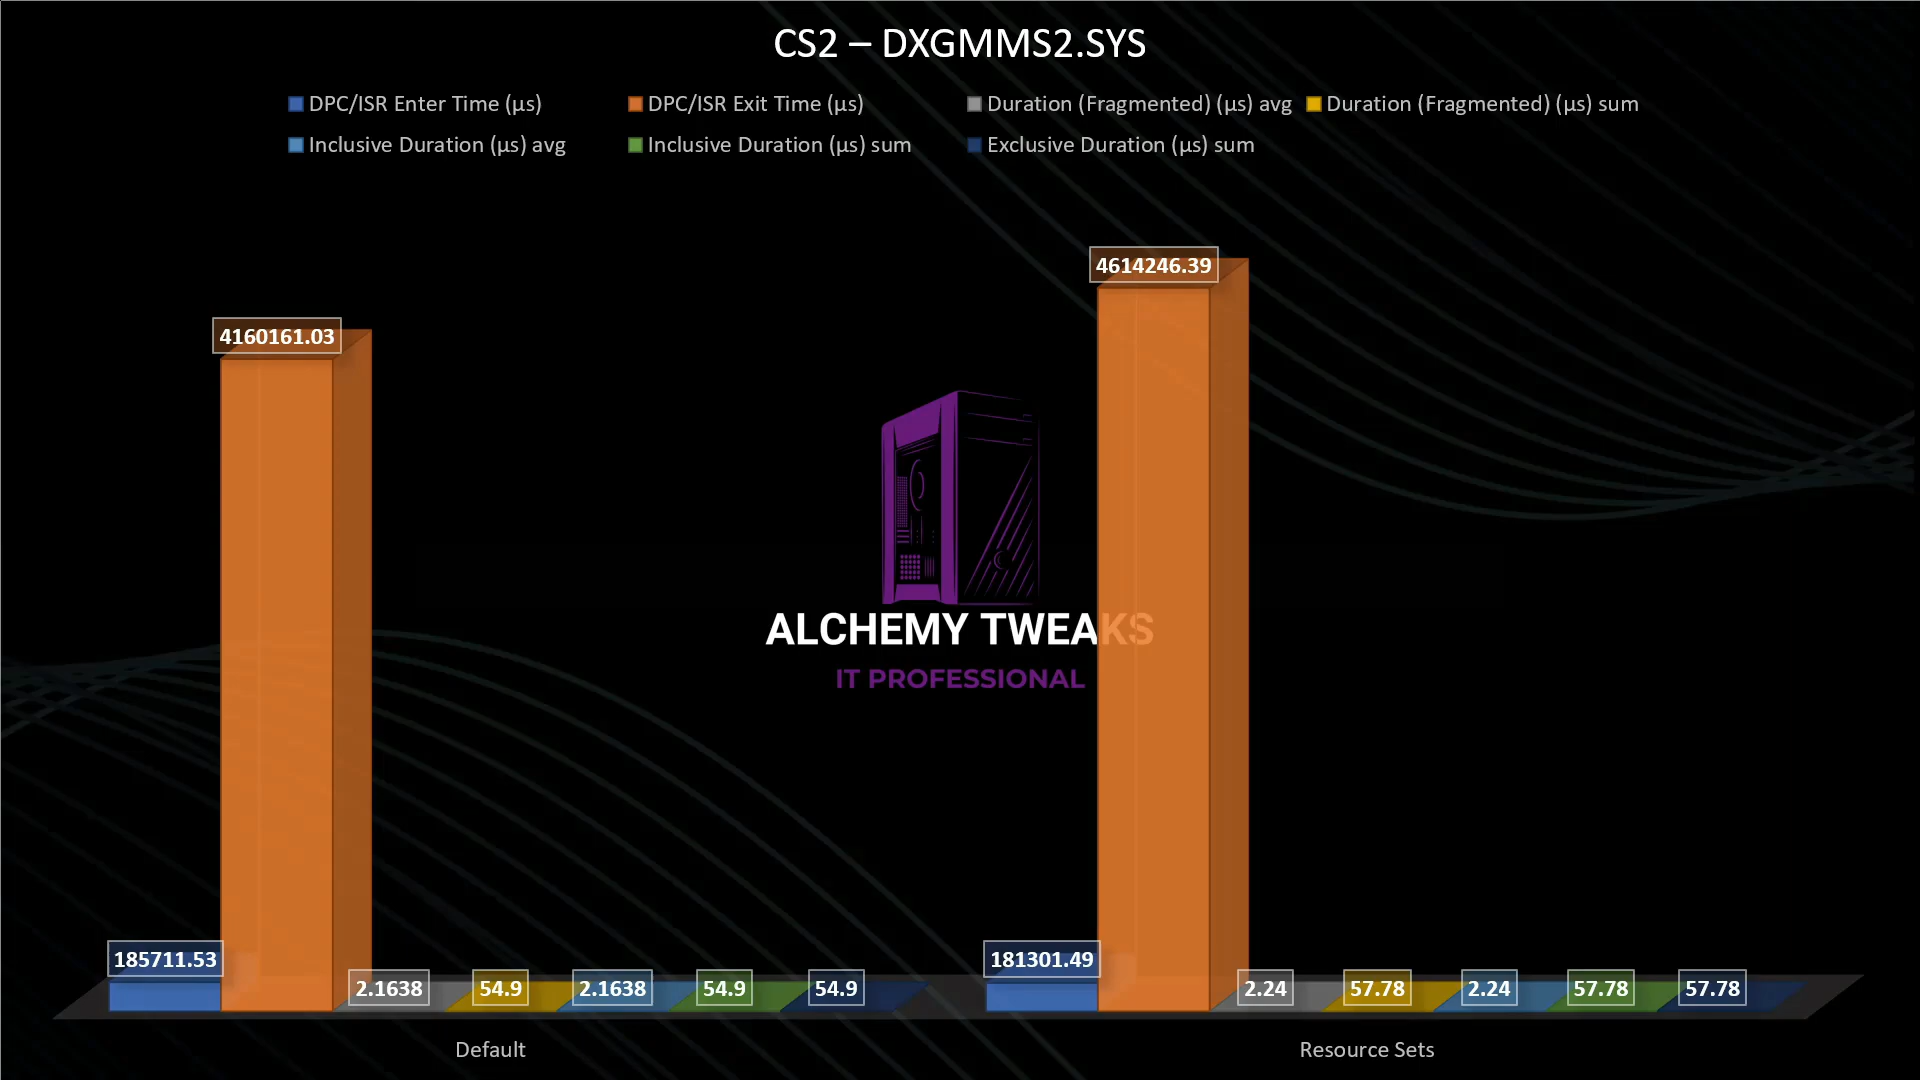 CS2 – DXGMMS2.SYS
DPC/ISR Enter Time (µs) DPC/ISR Exit Time (µs) Duration (Fragmented) (µs) avg Duration (Fragmented) (µs) sum
Inclusive Duration (µs) avg Inclusive Duration (µs) sum Exclusive Duration (µs) sum
4614246.39
4160161.03
ALCHEMY TWEAKS
IT PROFESSIONAL
185711.53 181301.49
2.1638 54.9 2.1638 54.9 54.9 2.24 57.78 2.24 57.78 57.78
Default Resource Sets